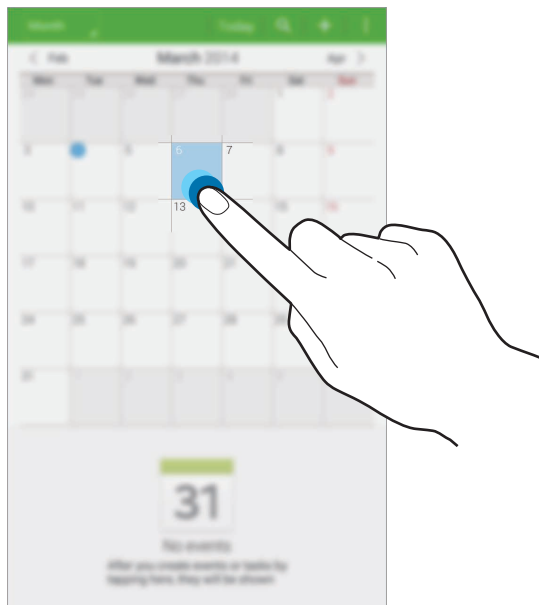 Month Today
Feb March 2014 Apr
Mon Tue Wed Thu Fri Sat Sun
1 2
3 5 6 7 8 9
10 11 12 13 15 16
17 18 19 20 21
24 25 26 27 28
31
31
No events
After you create events or tasks by
tapping here, they will be shown